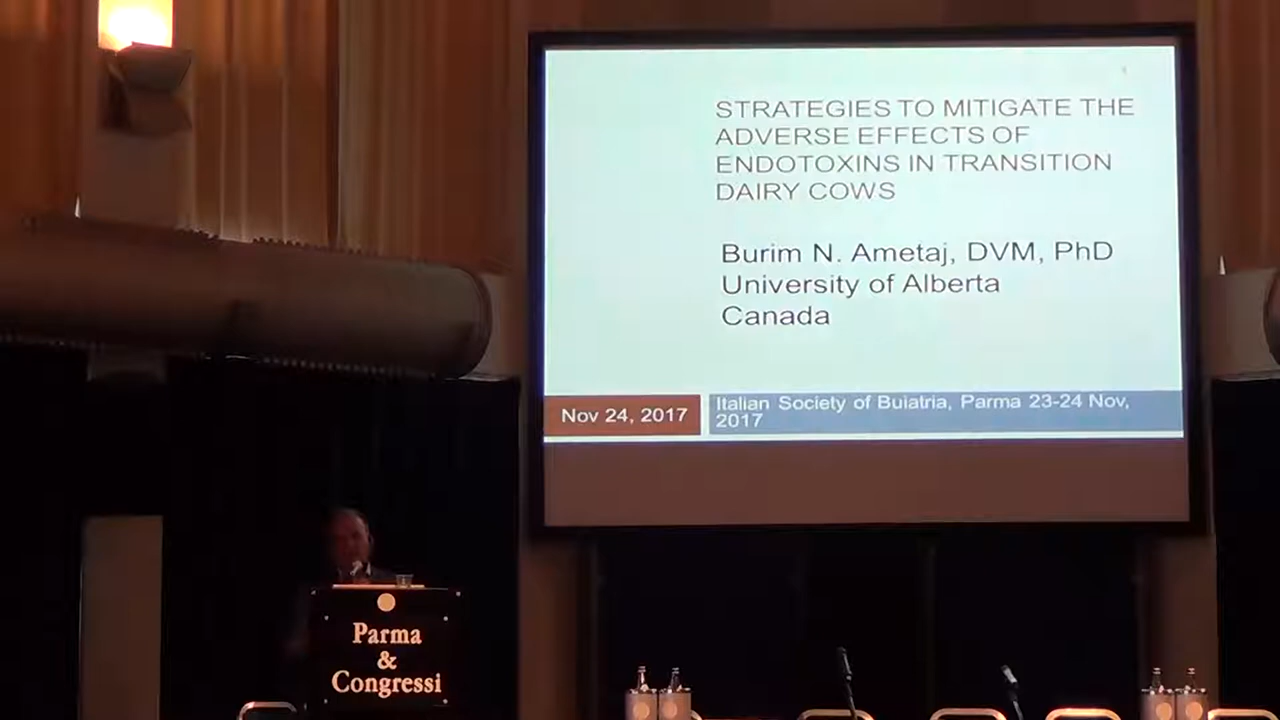 STRATEGIES TO MITIGATE THE
ADVERSE EFFECTS OF
ENDOTOXINS IN TRANSITION
DAIRY COWS
Burim N. Ametaj, DVM, PhD
University of Alberta
Canada
Nov 24, 2017
Italian Society of Buiatria, Parma 23-24 Nov,
2017
Parma
&
Congressi